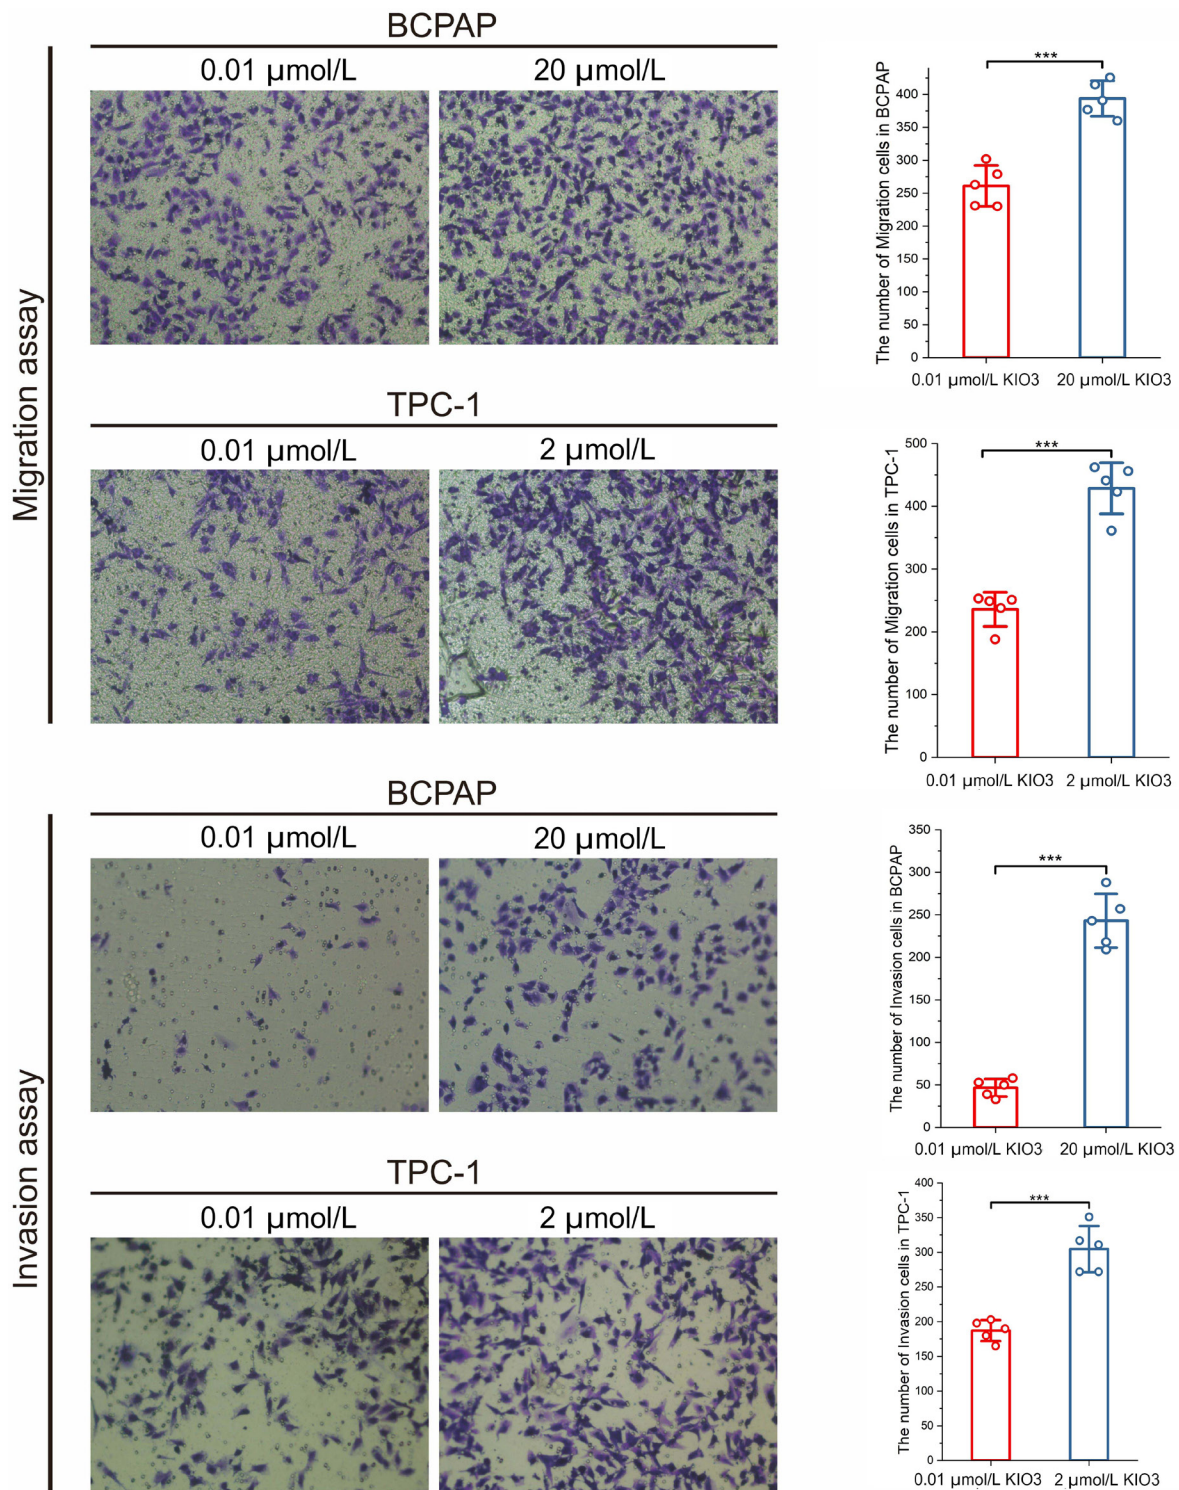 BCPAP
0.01 µmol/L 20 µmol/L
Migration assay
TPC-1
0.01 µmol/L 2 µmol/L
The number of Migration cells in BCPAP
400
350
300
250
200
150
100
50
0
***
0.01 µmol/L KIO3 20 µmol/L KIO3
The number of Migration cells in TPC-1
500
400
300
200
100
0
***
0.01 µmol/L KIO3 2 µmol/L KIO3
BCPAP
0.01 µmol/L 20 µmol/L
Invasion assay
TPC-1
0.01 µmol/L 2 µmol/L
The number of Invasion cells in BCPAP
350
300
250
200
150
100
50
0
***
0.01 µmol/L KIO3 20 µmol/L KIO3
The number of Invasion cells in TPC-1
400
350
300
250
200
150
100
50
0
***
0.01 µmol/L KIO3 2 µmol/L KIO3